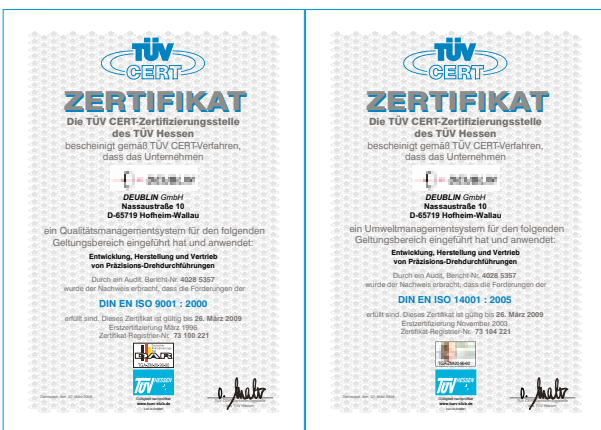 TÜV
CERT
ZERTIFIKAT
Die TÜV CERT-Zertifizierungsstelle
des TÜV Hessen
bescheinigt gemäß TÜV CERT-Verfahren,
dass das Unternehmen
DEUBLIN GmbH
Nassaustraße 10
D-65719 Hofheim-Wallau
ein Qualitätsmanagementsystem für den folgenden
Geltungsbereich eingeführt hat und anwendet:
Entwicklung, Herstellung und Vertrieb
von Präzisions-Drehdurchführungen
Durch ein Audit, Bericht-Nr. 4028 5357
wurde der Nachweis erbracht, dass die Forderungen der
DIN EN ISO 9001 : 2000
erfüllt sind. Dieses Zertifikat ist gültig bis 26. März 2009
Erstzertifizierung März 1996
Zertifikat-Registrier-Nr. 73 100 221
DAR
TÜV HESSEN
TÜV
CERT
ZERTIFIKAT
Die TÜV CERT-Zertifizierungsstelle
des TÜV Hessen
bescheinigt gemäß TÜV CERT-Verfahren,
dass das Unternehmen
DEUBLIN GmbH
Nassaustraße 10
D-65719 Hofheim-Wallau
ein Umweltmanagementsystem für den folgenden
Geltungsbereich eingeführt hat und anwendet:
Entwicklung, Herstellung und Vertrieb
von Präzisions-Drehdurchführungen
Durch ein Audit, Bericht-Nr. 4028 5357
wurde der Nachweis erbracht, dass die Forderungen der
DIN EN ISO 14001 : 2005
erfüllt sind. Dieses Zertifikat ist gültig bis 26. März 2009
Erstzertifizierung November 2003
Zertifikat-Registrier-Nr. 73 104 221
TÜV HESSEN